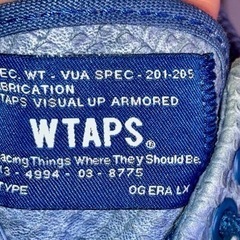 EC. WT - VUA SPEC - 201-205
BRICATION
TAPS VISUAL UP ARMORED
WTAPS®
acing Things Where They Should Be.
3 - 4994 - 03 - 8775
TYPE OG ERA LX